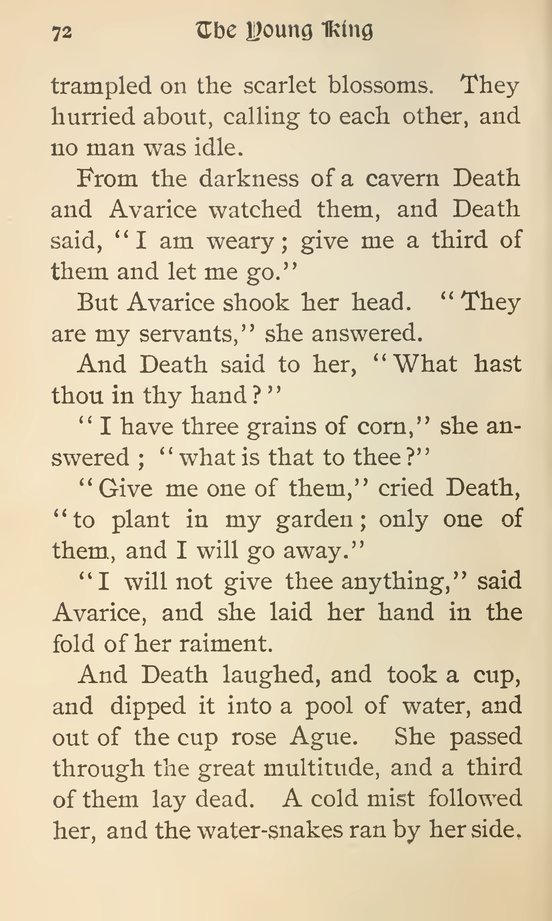 72 The Young King
trampled on the scarlet blossoms. They
hurried about, calling to each other, and
no man was idle.
From the darkness of a cavern Death
and Avarice watched them, and Death
said, “I am weary; give me a third of
them and let me go.”
But Avarice shook her head. “They
are my servants,” she answered.
And Death said to her, “What hast
thou in thy hand?”
“I have three grains of corn,” she an-
swered; “what is that to thee?”
“Give me one of them,” cried Death,
“to plant in my garden; only one of
them, and I will go away.”
“I will not give thee anything,” said
Avarice, and she laid her hand in the
fold of her raiment.
And Death laughed, and took a cup,
and dipped it into a pool of water, and
out of the cup rose Ague. She passed
through the great multitude, and a third
of them lay dead. A cold mist followed
her, and the water-snakes ran by her side.